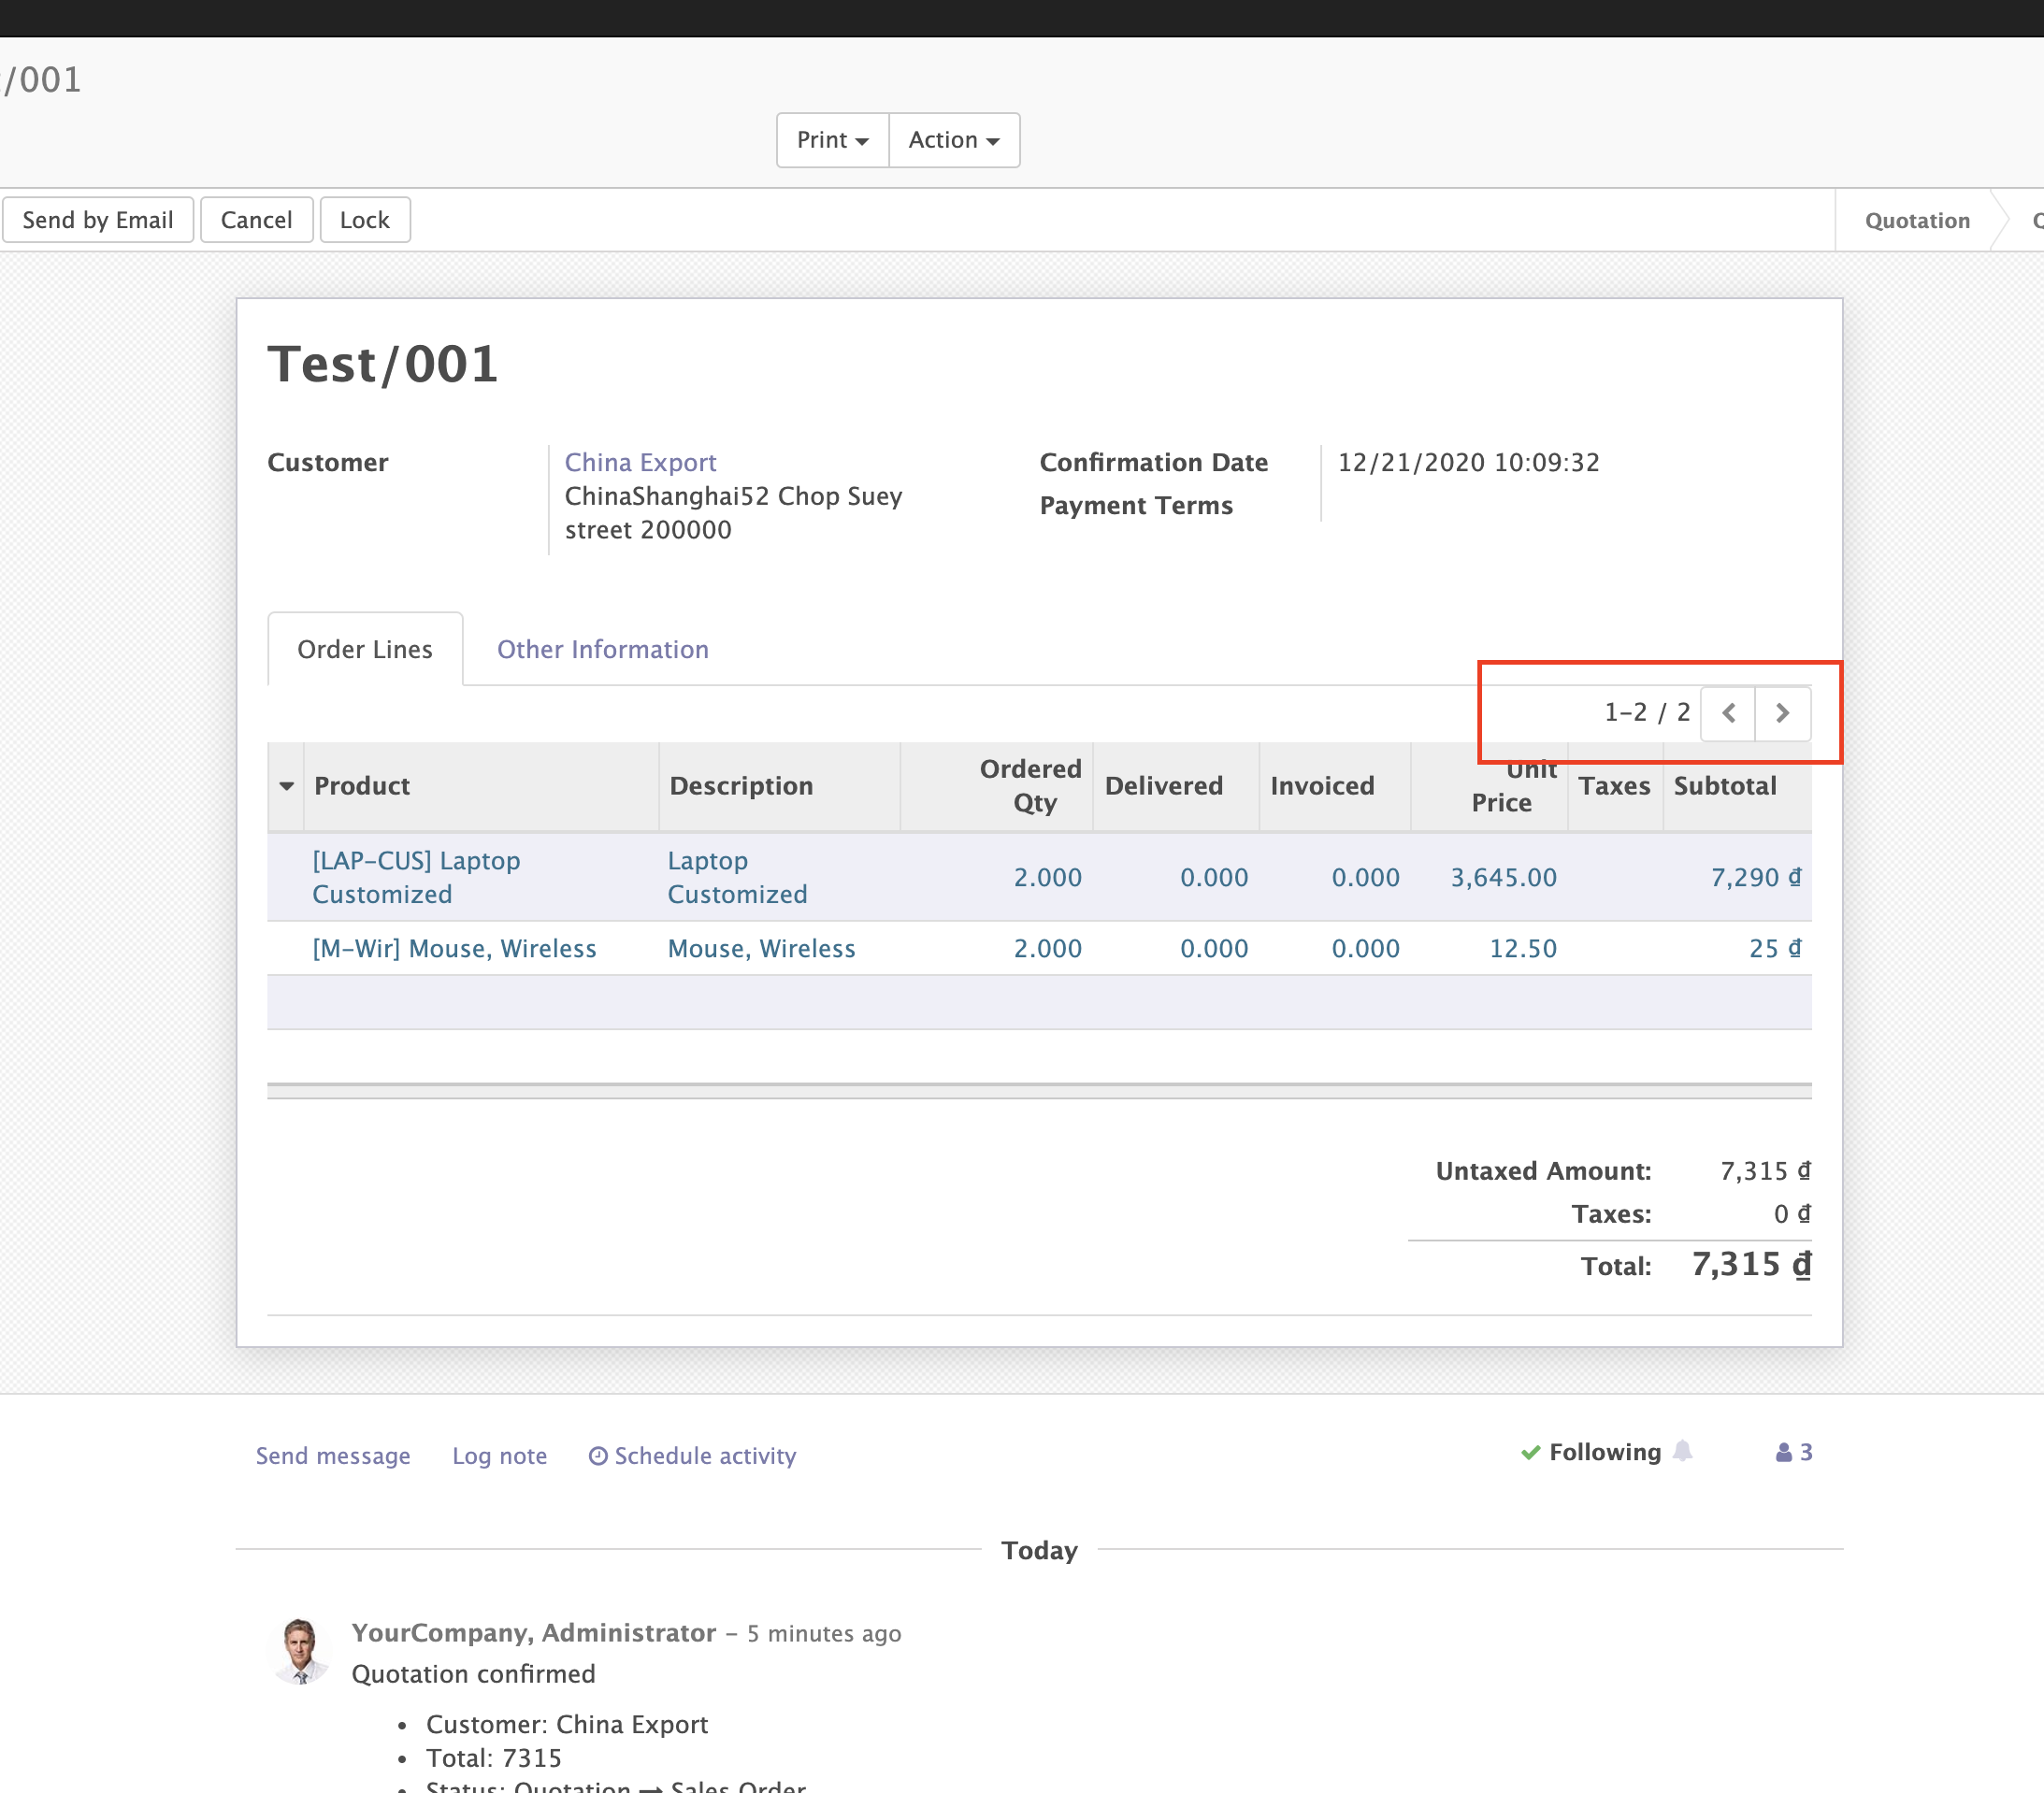 /001
Print Action
Send by Email Cancel Lock Quotation
Test/001
Customer China Export Confirmation Date 12/21/2020 10:09:32
ChinaShanghai52 Chop Suey
street 200000
Payment Terms
Order Lines Other Information
1-2 / 2
Product Description Ordered Qty Delivered Invoiced Unit Price Taxes Subtotal
[LAP-CUS] Laptop Customized Laptop Customized 2.000 0.000 0.000 3,645.00 7,290 ₫
[M-Wir] Mouse, Wireless Mouse, Wireless 2.000 0.000 0.000 12.50 25 ₫
Untaxed Amount: 7,315 ₫
Taxes: 0 ₫
Total: 7,315 ₫
Send message Log note Schedule activity Following 3
Today
YourCompany, Administrator – 5 minutes ago
Quotation confirmed
• Customer: China Export
• Total: 7315
• Status: Quotation → Sales Order